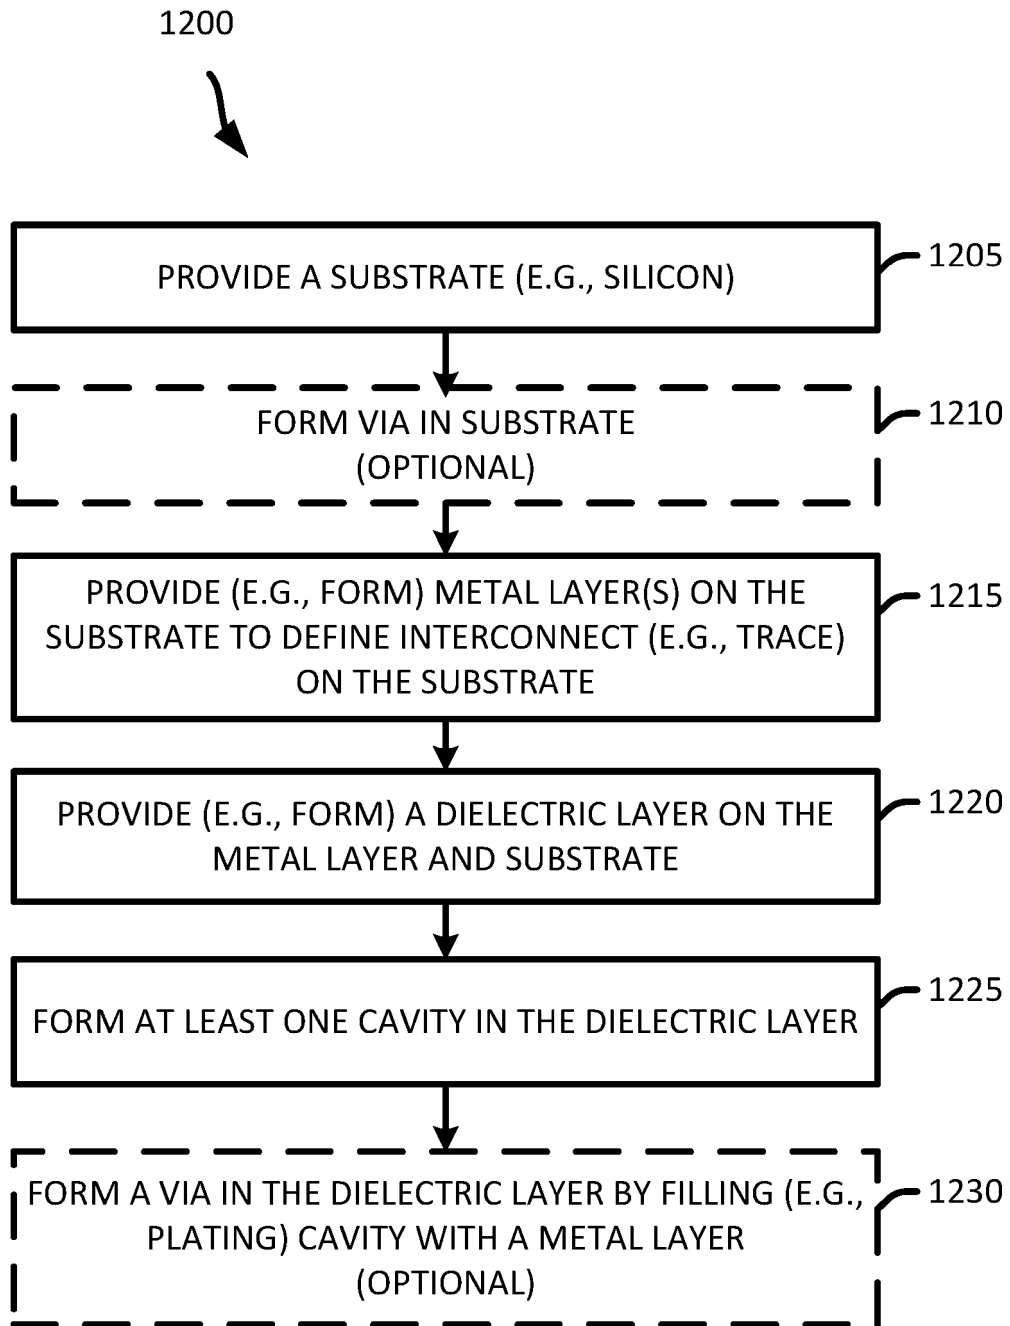 1200
PROVIDE A SUBSTRATE (E.G., SILICON)
1205
FORM VIA IN SUBSTRATE
(OPTIONAL)
1210
PROVIDE (E.G., FORM) METAL LAYER(S) ON THE
SUBSTRATE TO DEFINE INTERCONNECT (E.G., TRACE)
ON THE SUBSTRATE
1215
PROVIDE (E.G., FORM) A DIELECTRIC LAYER ON THE
METAL LAYER AND SUBSTRATE
1220
FORM AT LEAST ONE CAVITY IN THE DIELECTRIC LAYER
1225
FORM A VIA IN THE DIELECTRIC LAYER BY FILLING (E.G.,
PLATING) CAVITY WITH A METAL LAYER
(OPTIONAL)
1230